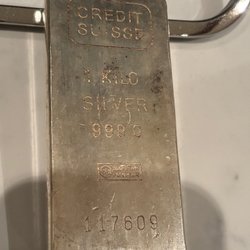 CREDIT
SUISSE
1 KILO
SILVER
999 0
117609